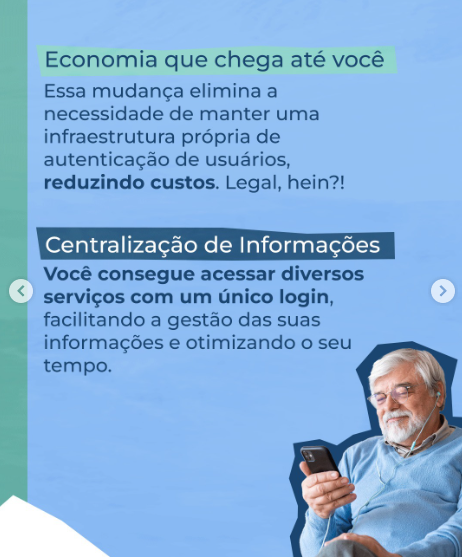 Economia que chega até você
Essa mudança elimina a
necessidade de manter uma
infraestrutura própria de
autenticação de usuários,
reduzindo custos. Legal, hein?!
Centralização de Informações
Você consegue acessar diversos
serviços com um único login,
facilitando a gestão das suas
informações e otimizando o seu
tempo.